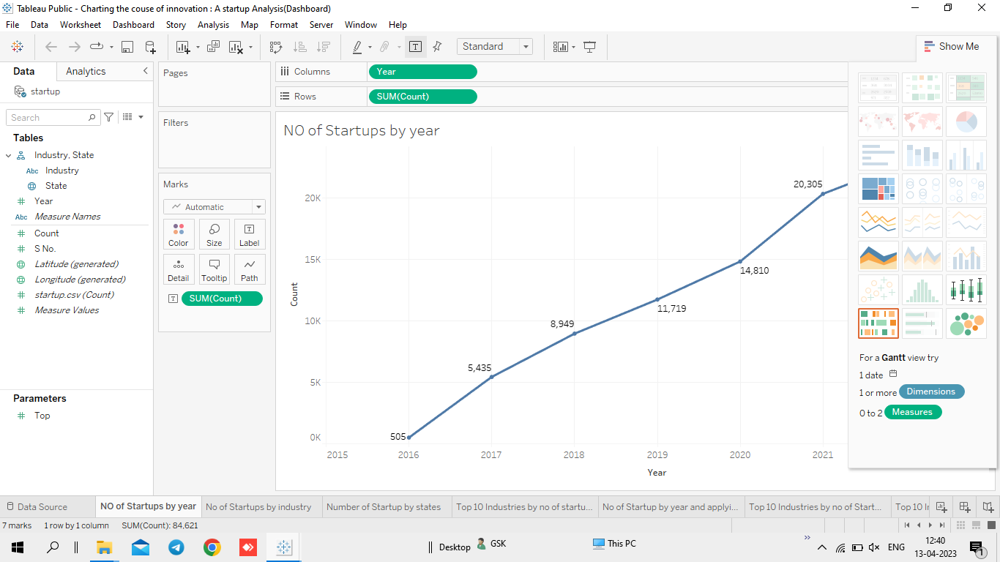 Tableau Public - Charting the couse of innovation : A startup Analysis(Dashboard)
File Data Worksheet Dashboard Story Analysis Map Format Server Window Help
Standard
Show Me
Data Analytics
startup
Search
Tables
Industry, State
Abc Industry
State
Year
Abc Measure Names
Count
S No.
Latitude (generated)
Longitude (generated)
startup.csv (Count)
Measure Values
Parameters
Top
Pages
Filters
Marks
Automatic
Color Size Label
Detail Tooltip Path
SUM(Count)
Columns Year
Rows SUM(Count)
NO of Startups by year
20K
15K
10K
5K
0K
Count
505
5,435
8,949
11,719
14,810
20,305
2015 2016 2017 2018 2019 2020 2021
Year
For a Gantt view try
1 date
1 or more Dimensions
0 to 2 Measures
Data Source NO of Startups by year No of Startups by industry Number of Startup by states Top 10 Industries by no of startu... No of Startup by year and applyi... Top 10 Industries by no of Start... Top 10 I
7 marks 1 row by 1 column SUM(Count): 84,621
Desktop GSK This PC ENG 12:40
13-04-2023 1